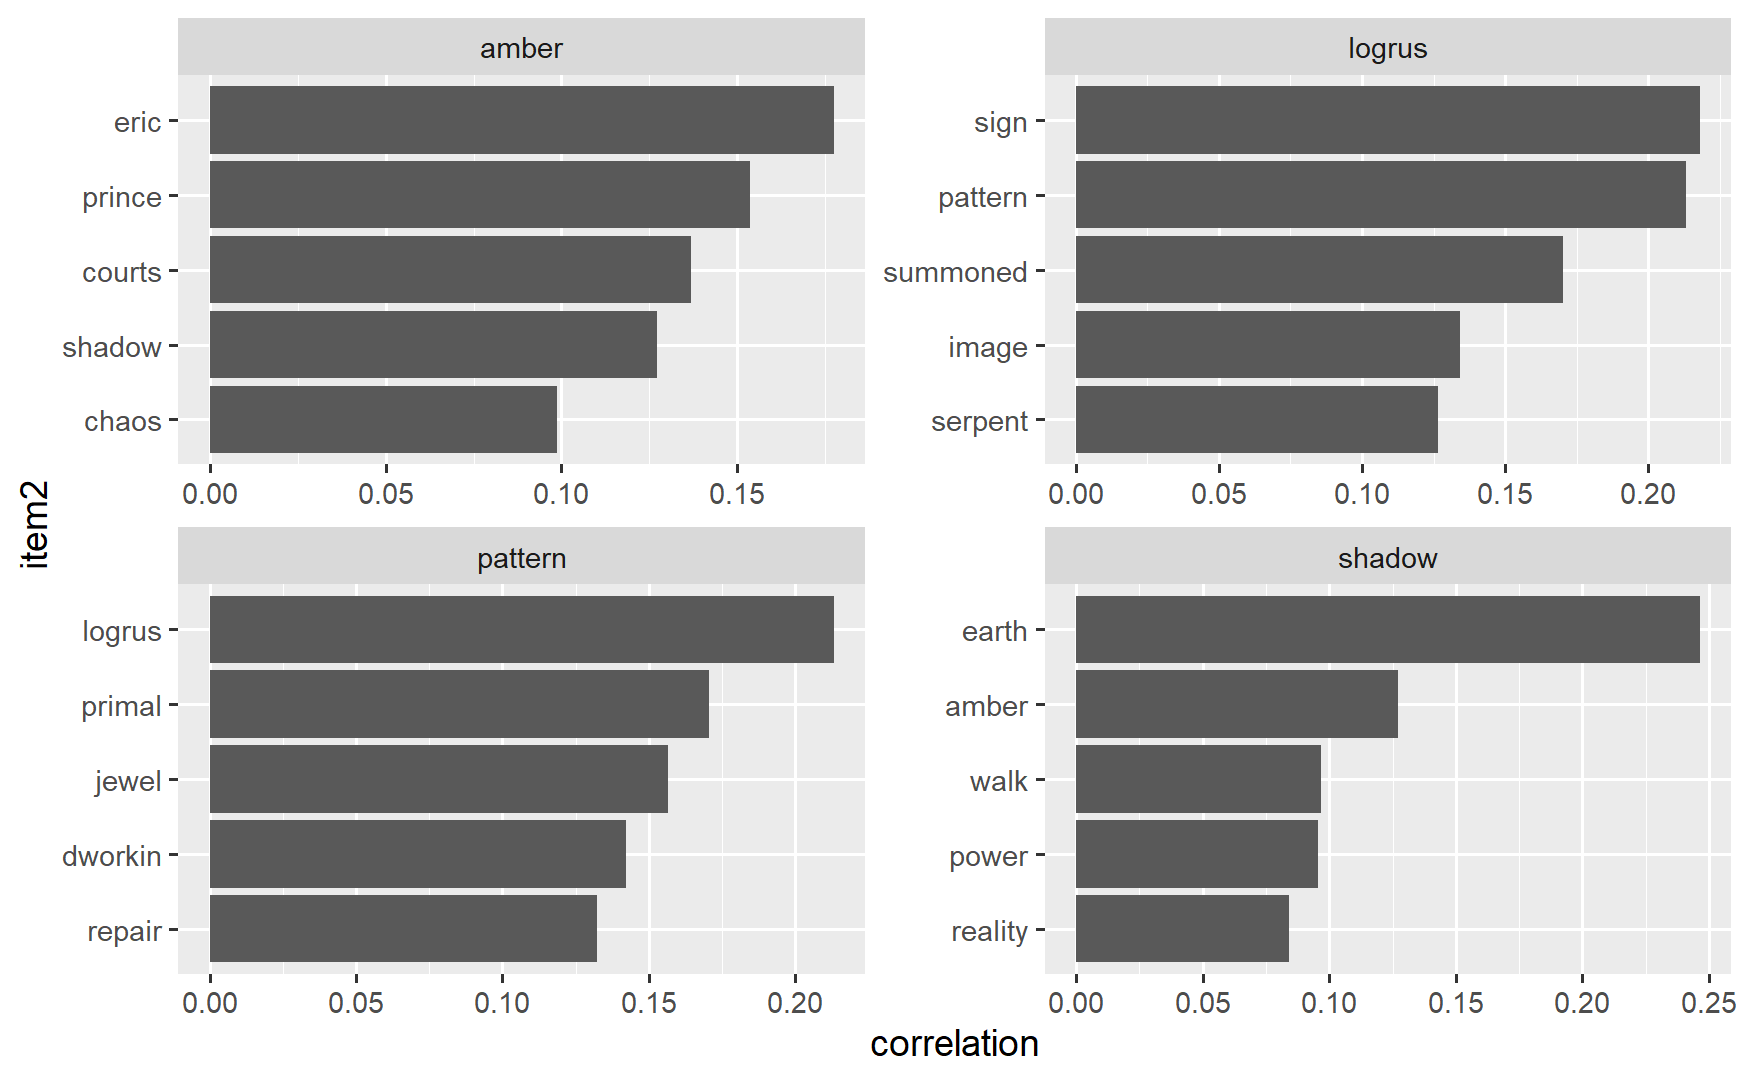 amber
eric
prince
courts
shadow
chaos
0.00 0.05 0.10 0.15
logrus
sign
pattern
summoned
image
serpent
0.00 0.05 0.10 0.15 0.20
pattern
logrus
primal
jewel
dworkin
repair
0.00 0.05 0.10 0.15 0.20
shadow
earth
amber
walk
power
reality
0.00 0.05 0.10 0.15 0.20 0.25
item2
correlation